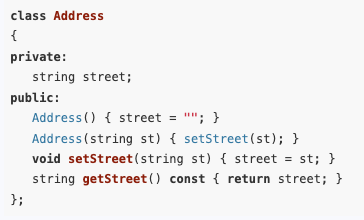 class Address
{
private:
   string street;
public:
   Address() { street = ""; }
   Address(string st) { setStreet(st); }
   void setStreet(string st) { street = st; }
   string getStreet() const { return street; }
};